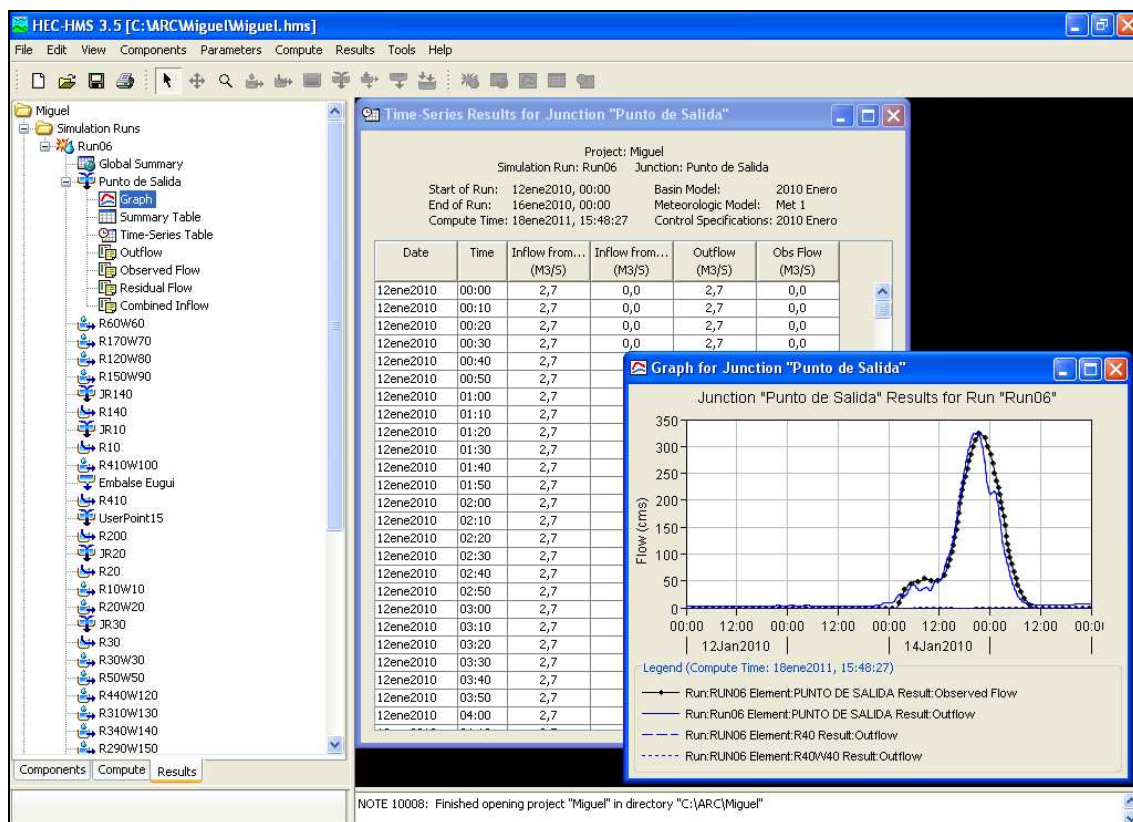 HEC-HMS 3.5 [C:\ARC\Miguel\Miguel.hms]
File Edit View Components Parameters Compute Results Tools Help
Miguel
Simulation Runs
Run06
Global Summary
Punto de Salida
Graph
Summary Table
Time-Series Table
Outflow
Observed Flow
Residual Flow
Combined Inflow
R60W60
R170W70
R120W80
R150W90
JR140
R140
JR10
R10
R410W100
Embalse Eugui
R410
UserPoint15
R200
JR20
R20
R10W10
R20W20
JR30
R30
R30W30
R50W50
R440W120
R310W130
R340W140
R290W150
Components Compute Results
Time-Series Results for Junction "Punto de Salida"
Project: Miguel
Simulation Run: Run06 Junction: Punto de Salida
Start of Run: 12ene2010, 00:00 Basin Model: 2010 Enero
End of Run: 16ene2010, 00:00 Meteorologic Model: Met 1
Compute Time: 18ene2011, 15:48:27 Control Specifications: 2010 Enero
Date Time Inflow from... Inflow from... Outflow Obs Flow
(M3/S) (M3/S) (M3/S) (M3/S)
12ene2010 00:00 2,7 0,0 2,7 0,0
12ene2010 00:10 2,7 0,0 2,7 0,0
12ene2010 00:20 2,7 0,0 2,7 0,0
12ene2010 00:30 2,7 0,0 2,7 0,0
12ene2010 00:40 2,7
12ene2010 00:50 2,7
12ene2010 01:00 2,7
12ene2010 01:10 2,7
12ene2010 01:20 2,7
12ene2010 01:30 2,7
12ene2010 01:40 2,7
12ene2010 01:50 2,7
12ene2010 02:00 2,7
12ene2010 02:10 2,7
12ene2010 02:20 2,7
12ene2010 02:30 2,7
12ene2010 02:40 2,7
12ene2010 02:50 2,7
12ene2010 03:00 2,7
12ene2010 03:10 2,7
12ene2010 03:20 2,7
12ene2010 03:30 2,7
12ene2010 03:40 2,7
12ene2010 03:50 2,7
12ene2010 04:00 2,7
Graph for Junction "Punto de Salida"
Junction "Punto de Salida" Results for Run "Run06"
Flow (cms)
350
300
250
200
150
100
50
0
00:00 12:00 00:00 12:00 00:00 12:00 00:00 12:00 00:0
12Jan2010 14Jan2010
Legend (Compute Time: 18ene2011, 15:48:27)
Run:RUN06 Element:PUNTO DE SALIDA Result:Observed Flow
Run:Run06 Element:PUNTO DE SALIDA Result:Outflow
Run:RUN06 Element:R40 Result:Outflow
Run:RUN06 Element:R40W40 Result:Outflow
NOTE 10008: Finished opening project "Miguel" in directory "C:\ARC\Miguel"